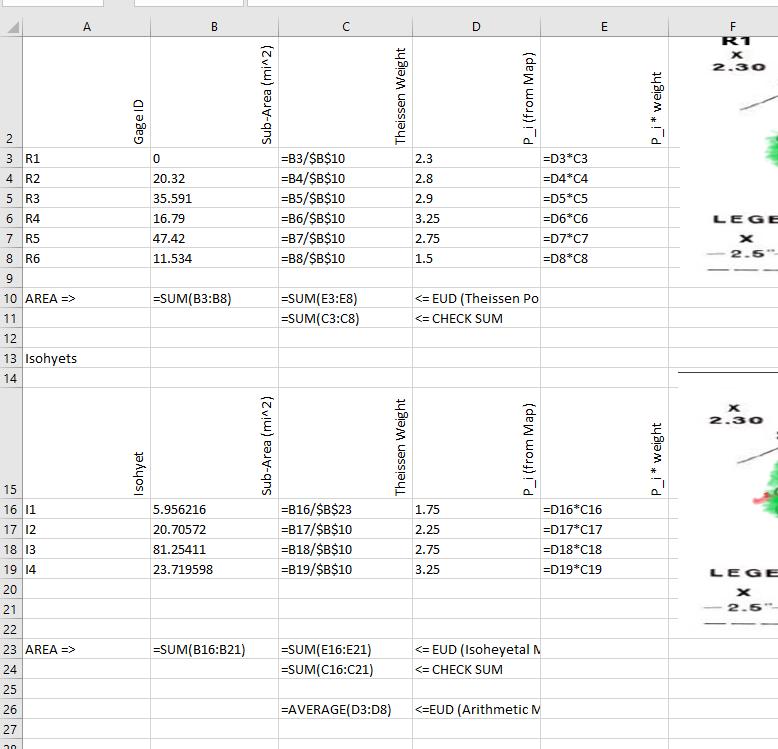 A B C D E F
2 Gage ID Sub-Area (mi^2) Theissen Weight P_i (from Map) P_i * weight
R1
X
2.30
3 R1 0 =B3/$B$10 2.3 =D3*C3
4 R2 20.32 =B4/$B$10 2.8 =D4*C4
5 R3 35.591 =B5/$B$10 2.9 =D5*C5
6 R4 16.79 =B6/$B$10 3.25 =D6*C6
LEGE
7 R5 47.42 =B7/$B$10 2.75 =D7*C7
X
8 R6 11.534 =B8/$B$10 1.5 =D8*C8
2.5"
9
10 AREA => =SUM(B3:B8) =SUM(E3:E8) <= EUD (Theissen Po
11 =SUM(C3:C8) <= CHECK SUM
12
13 Isohyets
14
15 Isohyet Sub-Area (mi^2) Theissen Weight P_i (from Map) P_i * weight
X
2.30
16 I1 5.956216 =B16/$B$23 1.75 =D16*C16
17 I2 20.70572 =B17/$B$10 2.25 =D17*C17
18 I3 81.25411 =B18/$B$10 2.75 =D18*C18
19 I4 23.719598 =B19/$B$10 3.25 =D19*C19
LEGE
20
X
21
2.5"
22
23 AREA => =SUM(B16:B21) =SUM(E16:E21) <= EUD (Isoheyetal M
24 =SUM(C16:C21) <= CHECK SUM
25
26 =AVERAGE(D3:D8) <=EUD (Arithmetic M
27
28